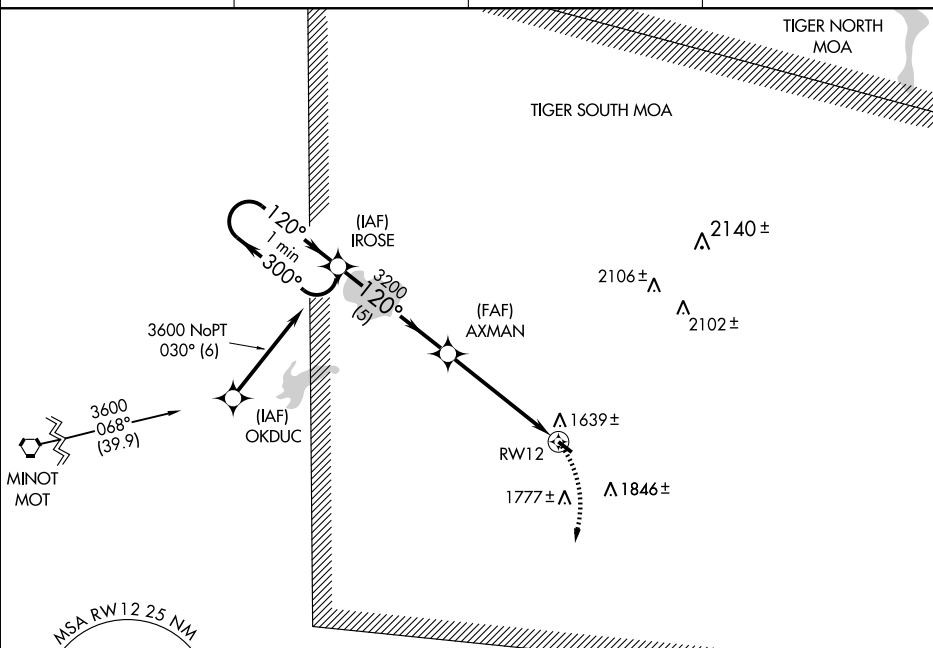 TIGER NORTH
MOA
TIGER SOUTH MOA
(IAF)
IROSE
120°
1 min
300°
3200
120°
(5)
2140 ±
2106 ±
2102 ±
(FAF)
AXMAN
3600 NoPT
030° (6)
(IAF)
OKDUC
3600
068°
(39.9)
MINOT
MOT
1639 ±
RW12
1777 ±
1846 ±
MSA RW12 25 NM